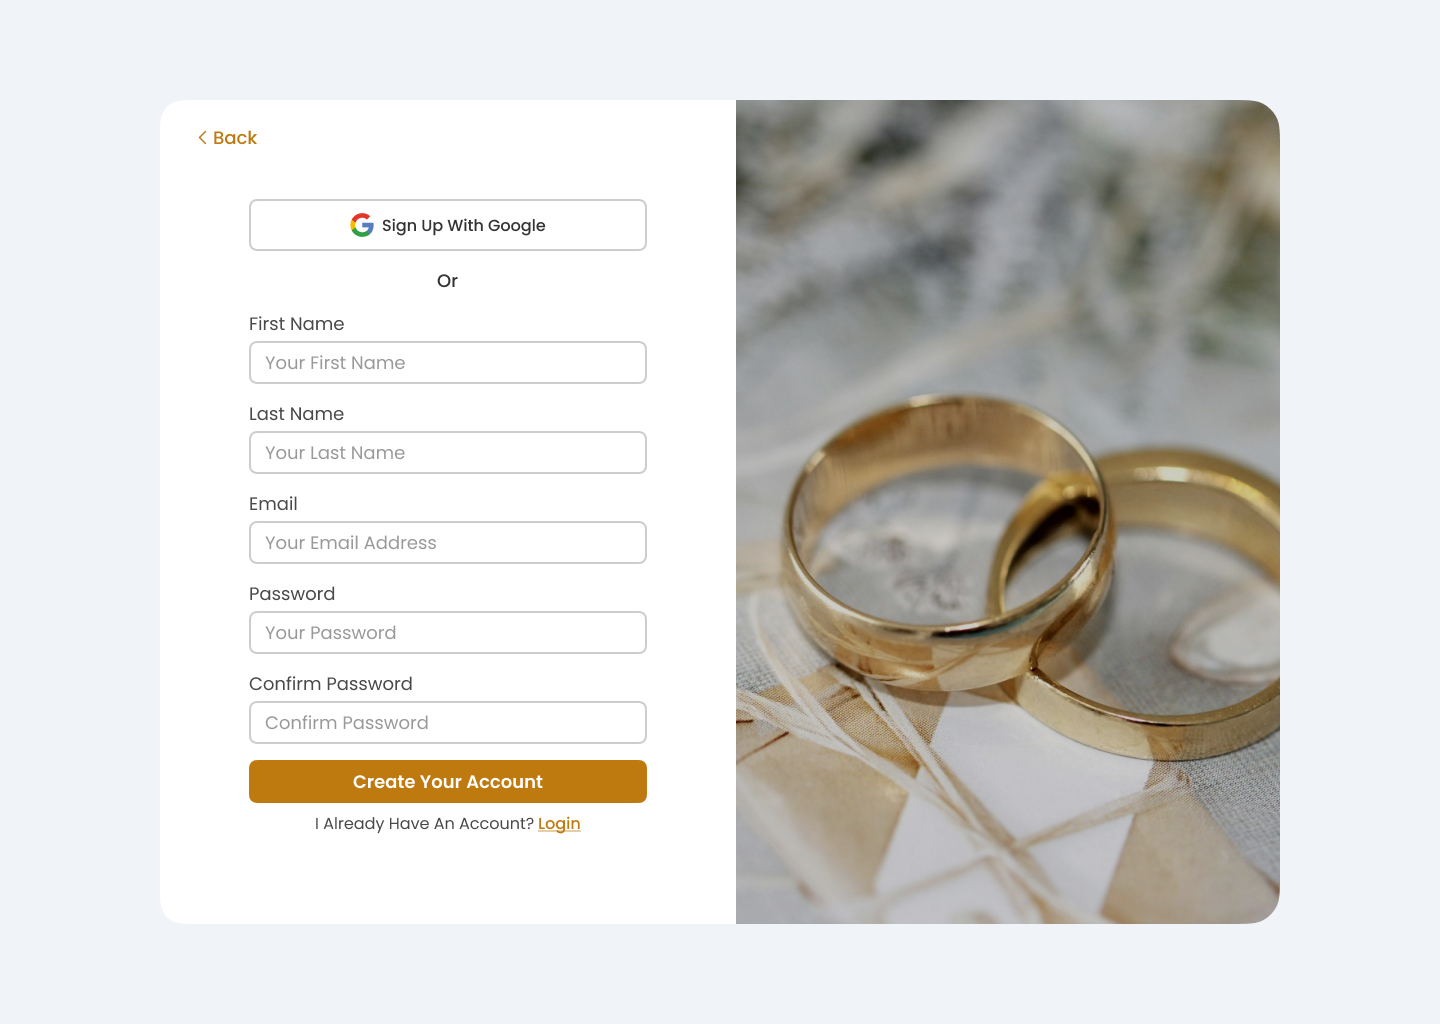 Back
Sign Up With Google
Or
First Name
Your First Name
Last Name
Your Last Name
Email
Your Email Address
Password
Your Password
Confirm Password
Confirm Password
Create Your Account
I Already Have An Account? Login